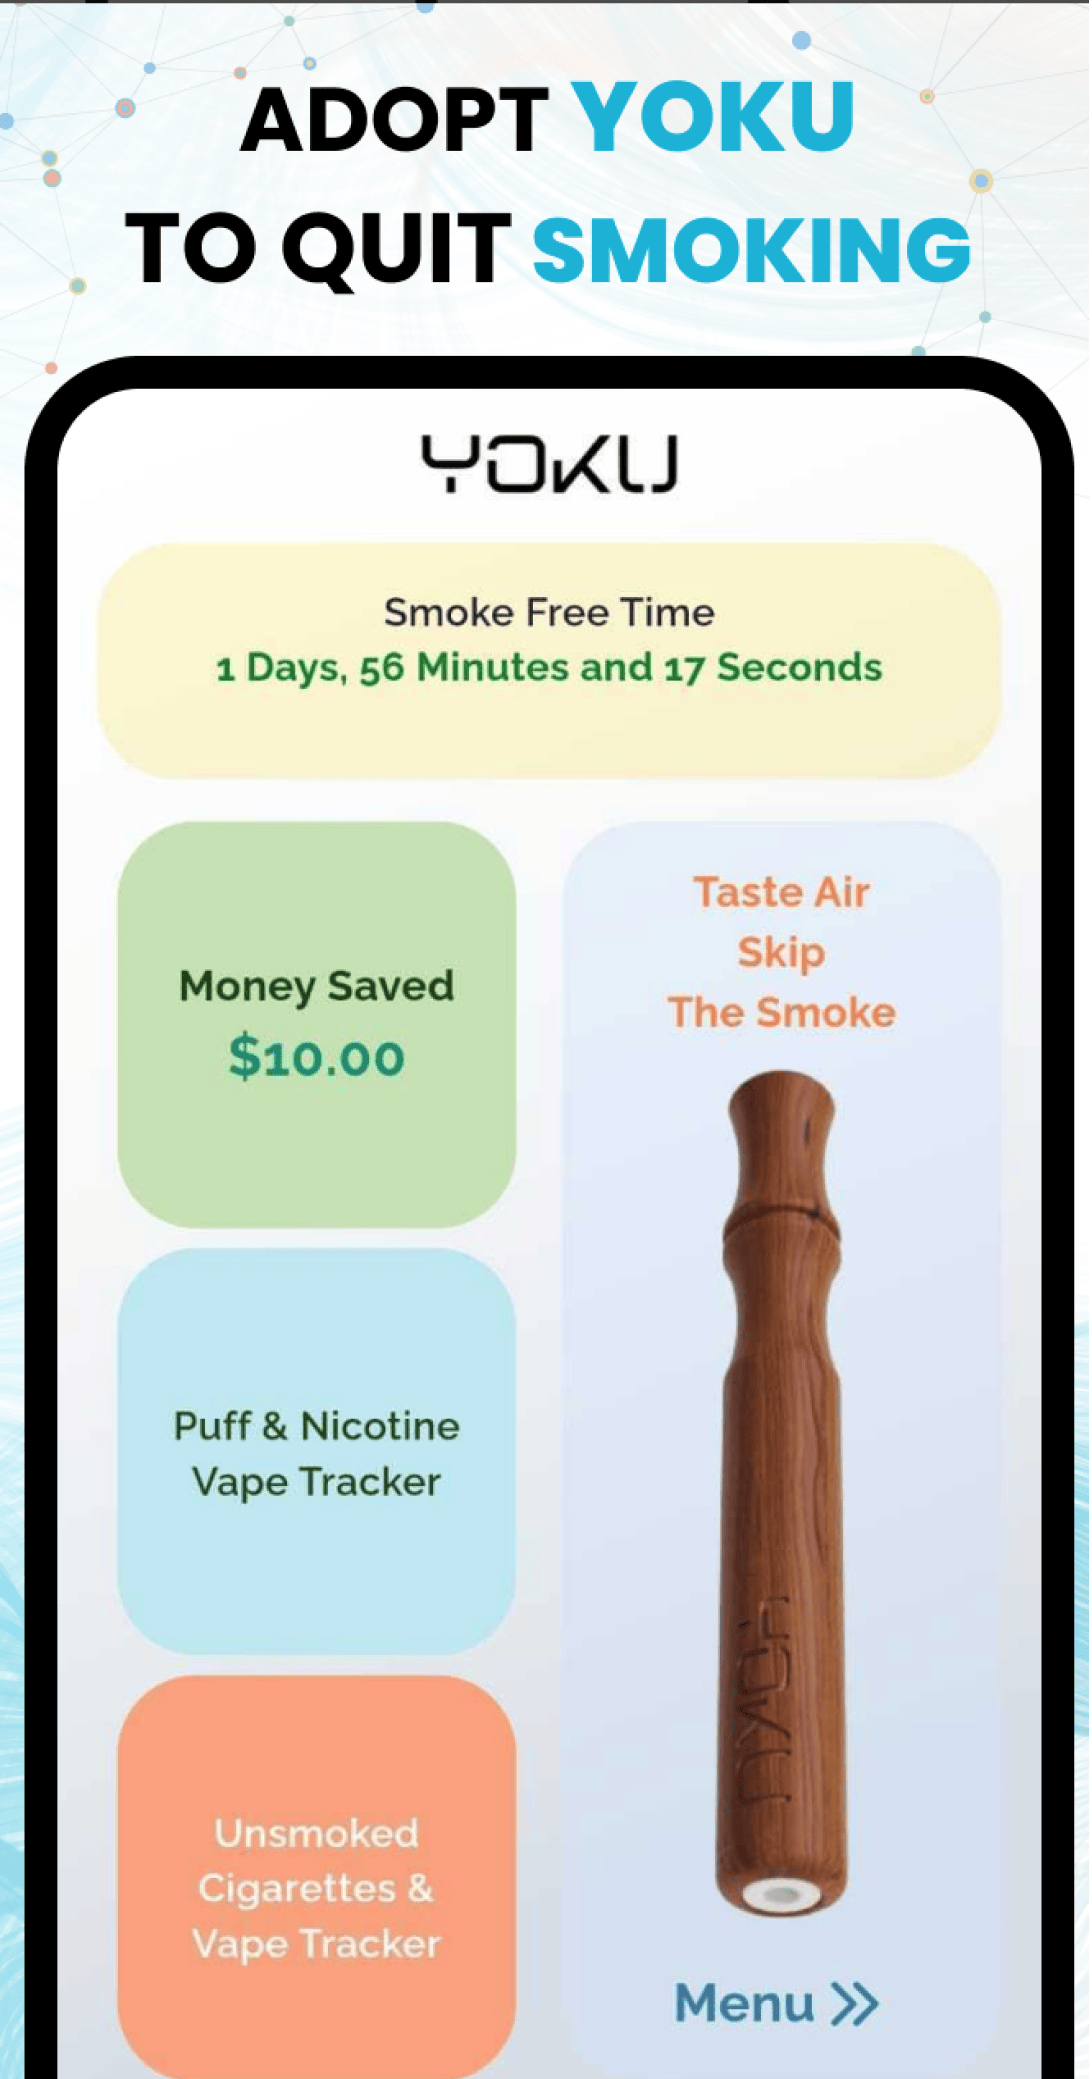 ADOPT YOKU
TO QUIT SMOKING
YOKU
Smoke Free Time
1 Days, 56 Minutes and 17 Seconds
Money Saved
$10.00
Puff & Nicotine
Vape Tracker
Unsmoked
Cigarettes &
Vape Tracker
Taste Air
Skip
The Smoke
YOKU
Menu